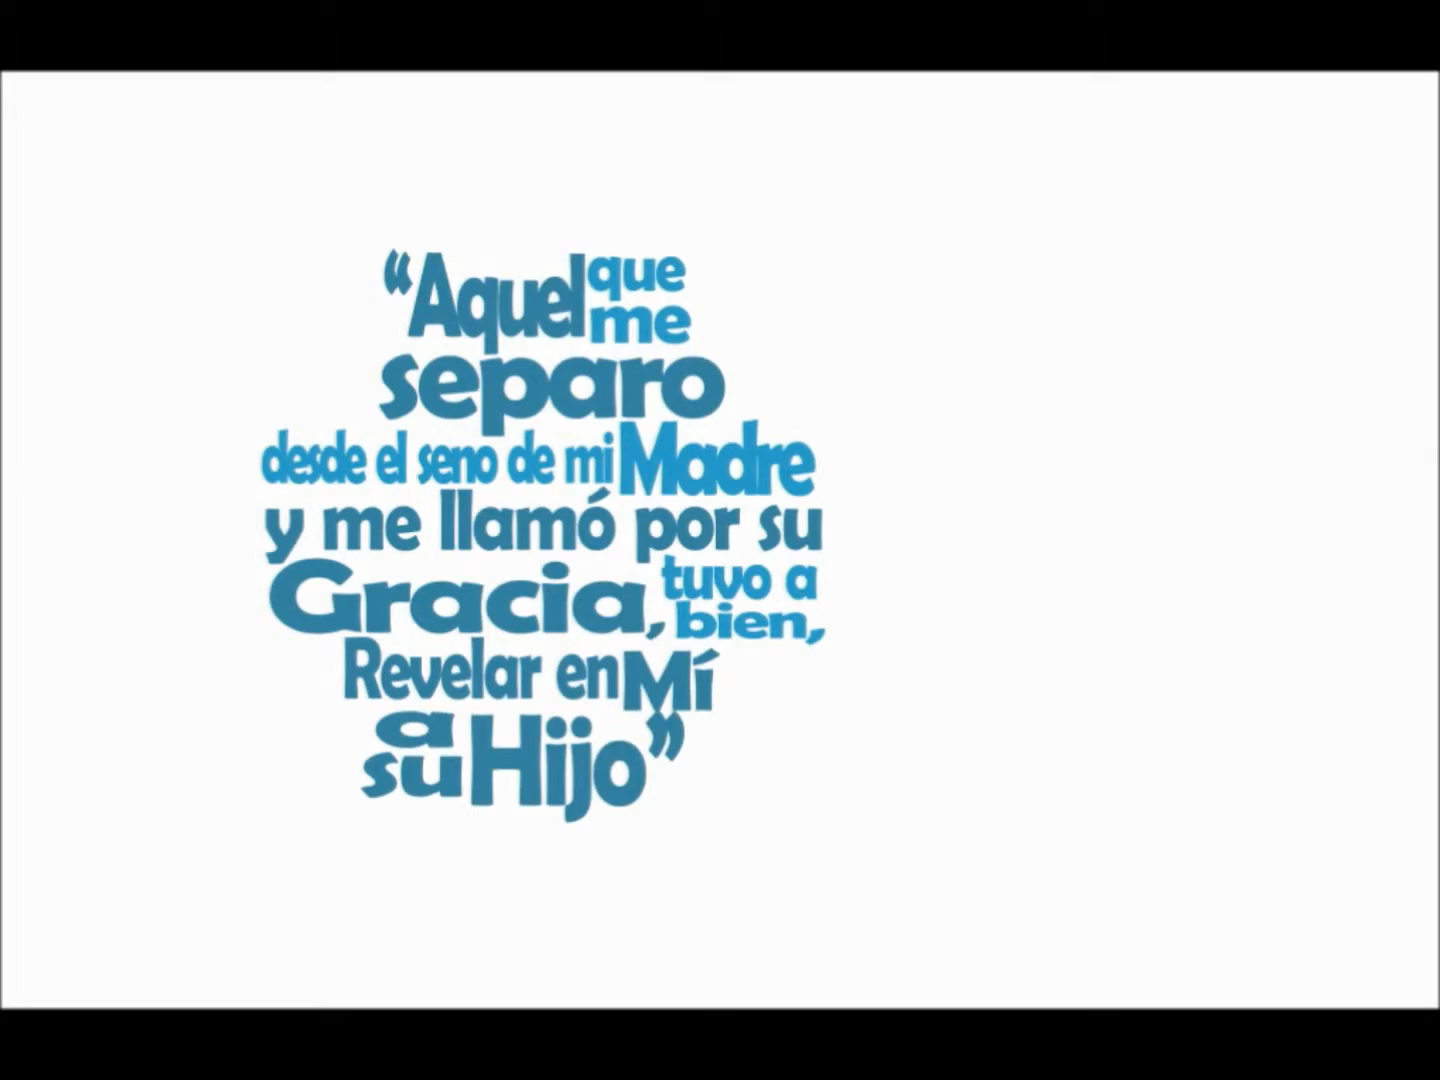 “Aquel que
me
separo
desde el seno de mi Madre
y me llamó por su
Gracia, tuvo a
bien,
Revelar en Mí
a
su Hijo”